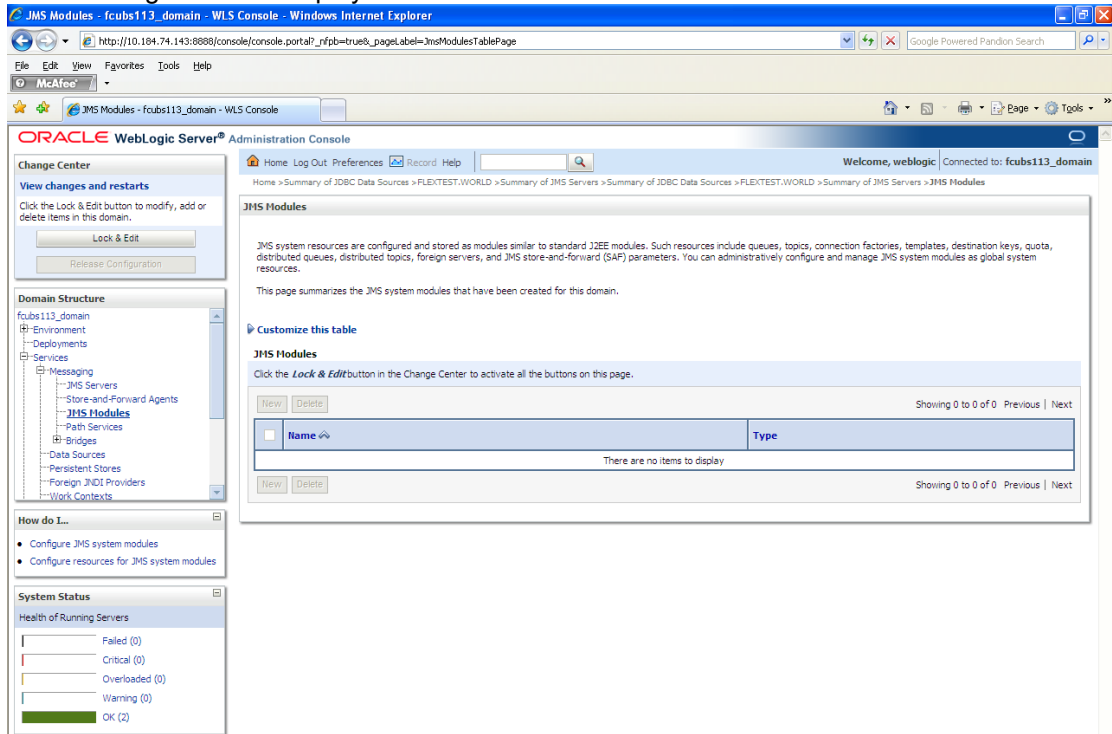 JMS Modules - fcubs113_domain - WLS Console - Windows Internet Explorer
http://10.184.74.143:8888/console/console.portal?_nfpb=true&_pageLabel=JmsModulesTablePage
Google Powered Pandion Search
File Edit View Favorites Tools Help
McAfee
JMS Modules - fcubs113_domain - WLS Console
Page Tools
ORACLE WebLogic Server® Administration Console
Change Center
View changes and restarts
Click the Lock & Edit button to modify, add or
delete items in this domain.
Lock & Edit
Release Configuration
Domain Structure
fcubs113_domain
Environment
Deployments
Services
Messaging
JMS Servers
Store-and-Forward Agents
JMS Modules
Path Services
Bridges
Data Sources
Persistent Stores
Foreign JNDI Providers
Work Contexts
How do I...
Configure JMS system modules
Configure resources for JMS system modules
System Status
Health of Running Servers
Failed (0)
Critical (0)
Overloaded (0)
Warning (0)
OK (2)
Home Log Out Preferences Record Help
Welcome, weblogic Connected to: fcubs113_domain
Home >Summary of JDBC Data Sources >FLEXTEST.WORLD >Summary of JMS Servers >Summary of JDBC Data Sources >FLEXTEST.WORLD >Summary of JMS Servers >JMS Modules
JMS Modules
JMS system resources are configured and stored as modules similar to standard J2EE modules. Such resources include queues, topics, connection factories, templates, destination keys, quota,
distributed queues, distributed topics, foreign servers, and JMS store-and-forward (SAF) parameters. You can administratively configure and manage JMS system modules as global system
resources.
This page summarizes the JMS system modules that have been created for this domain.
Customize this table
JMS Modules
Click the Lock & Edit button in the Change Center to activate all the buttons on this page.
New Delete
Showing 0 to 0 of 0 Previous | Next
Name Type
There are no items to display
New Delete
Showing 0 to 0 of 0 Previous | Next